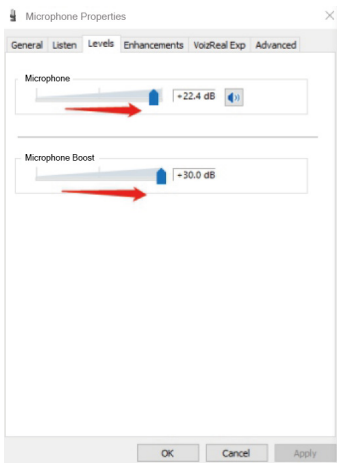 Microphone Properties
General Listen Levels Enhancements VoizReal Exp Advanced
Microphone
+22.4 dB
Microphone Boost
+30.0 dB
OK Cancel Apply